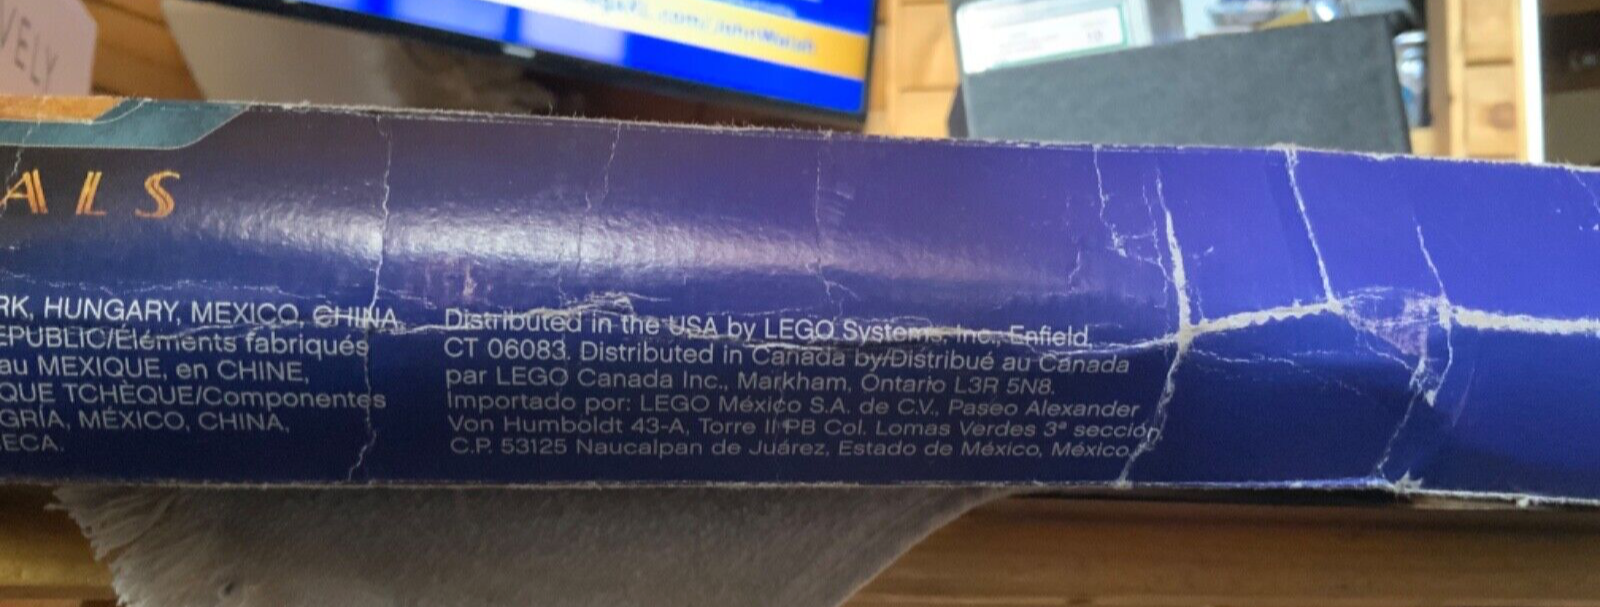 VELY
ALS
RK, HUNGARY, MEXICO, CHINA,
EPUBLIC/Éléments fabriqués
au MEXIQUE, en CHINE,
QUE TCHÈQUE/Componentes
GRÍA, MÉXICO, CHINA,
ECA.
Distributed in the USA by LEGO Systems, Inc., Enfield,
CT 06083. Distributed in Canada by/Distribué au Canada
par LEGO Canada Inc., Markham, Ontario L3R 5N8.
Importado por: LEGO México S.A. de C.V., Paseo Alexander
Von Humboldt 43-A, Torre II PB Col. Lomas Verdes 3ª sección,
C.P. 53125 Naucalpan de Juárez, Estado de México, México.